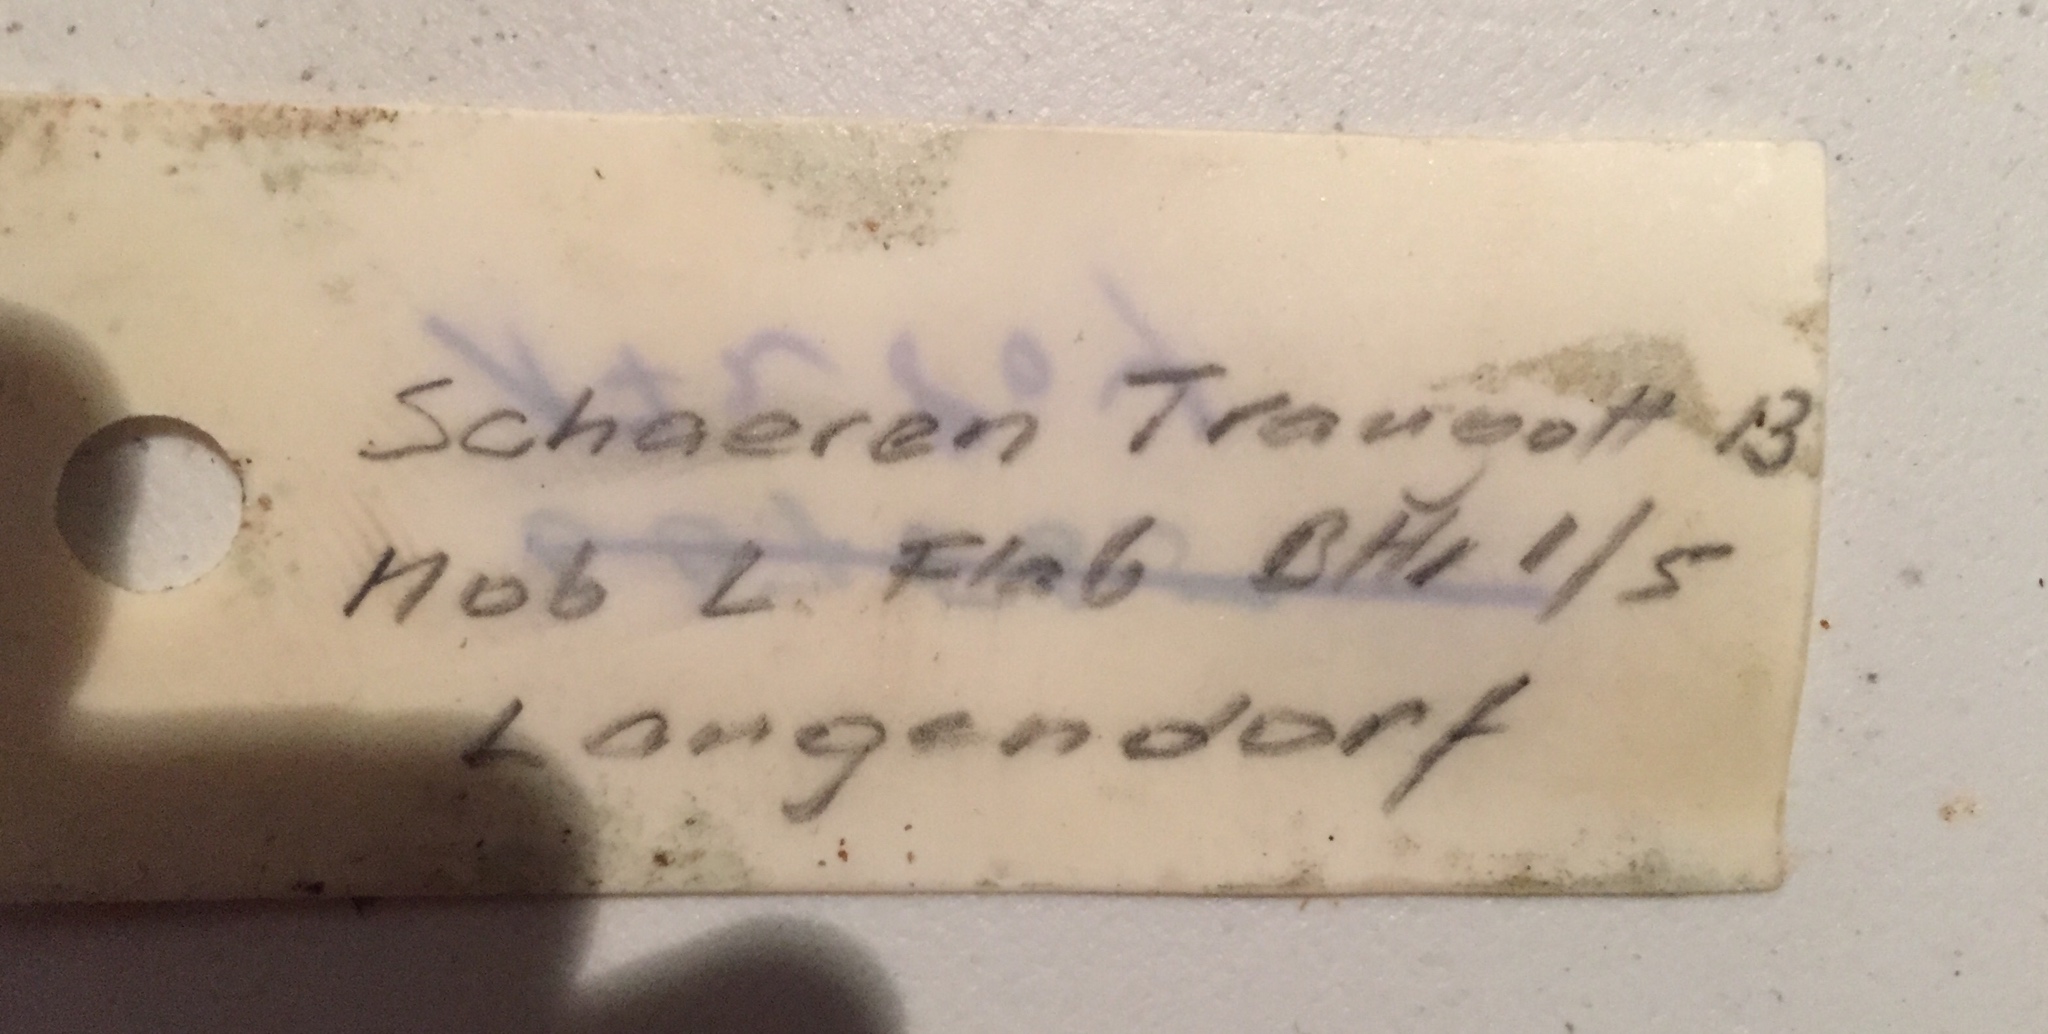 Schaeren Traugott 13
Mob L. Flab Bttr 1/5
Langendorf